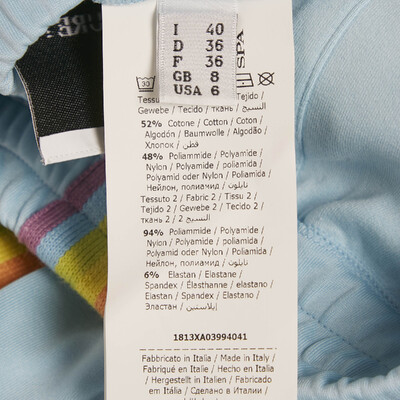 I 40
D 36
F 36
GB 8
USA 6
SPA
30
Tessuto
Tejido /
Gewebe / Tecido / ткань / النسيج
52% Cotone / Cotton / Coton /
Algodón / Baumwolle / Algodão /
Хлопок / قطن
48% Poliammide / Polyamide /
Nylon / Polyamide / Poliamida /
Polyamid oder Nylon / Poliamida /
Нейлон, полиамид / نايلون
Tessuto 2 / Fabric 2 / Tissu 2 /
Tejido 2 / Gewebe 2 / Tecido 2 /
ткань 2 / النسيج 2
94% Poliammide / Polyamide /
Nylon / Polyamide / Poliamida /
Polyamid oder Nylon / Poliamida /
Нейлон, полиамид / نايلون
6% Elastan / Elastane /
Spandex / Élasthanne / elastano /
Elastan / Spandex / Elastano /
Эластан / إيلاستين
1813XA03994041
Fabbricato in Italia / Made in Italy /
Fabriqué en Italie / Hecho en Italia
/ Hergestellt in Italien / Fabricado
em Itália / Сделано в Италии /